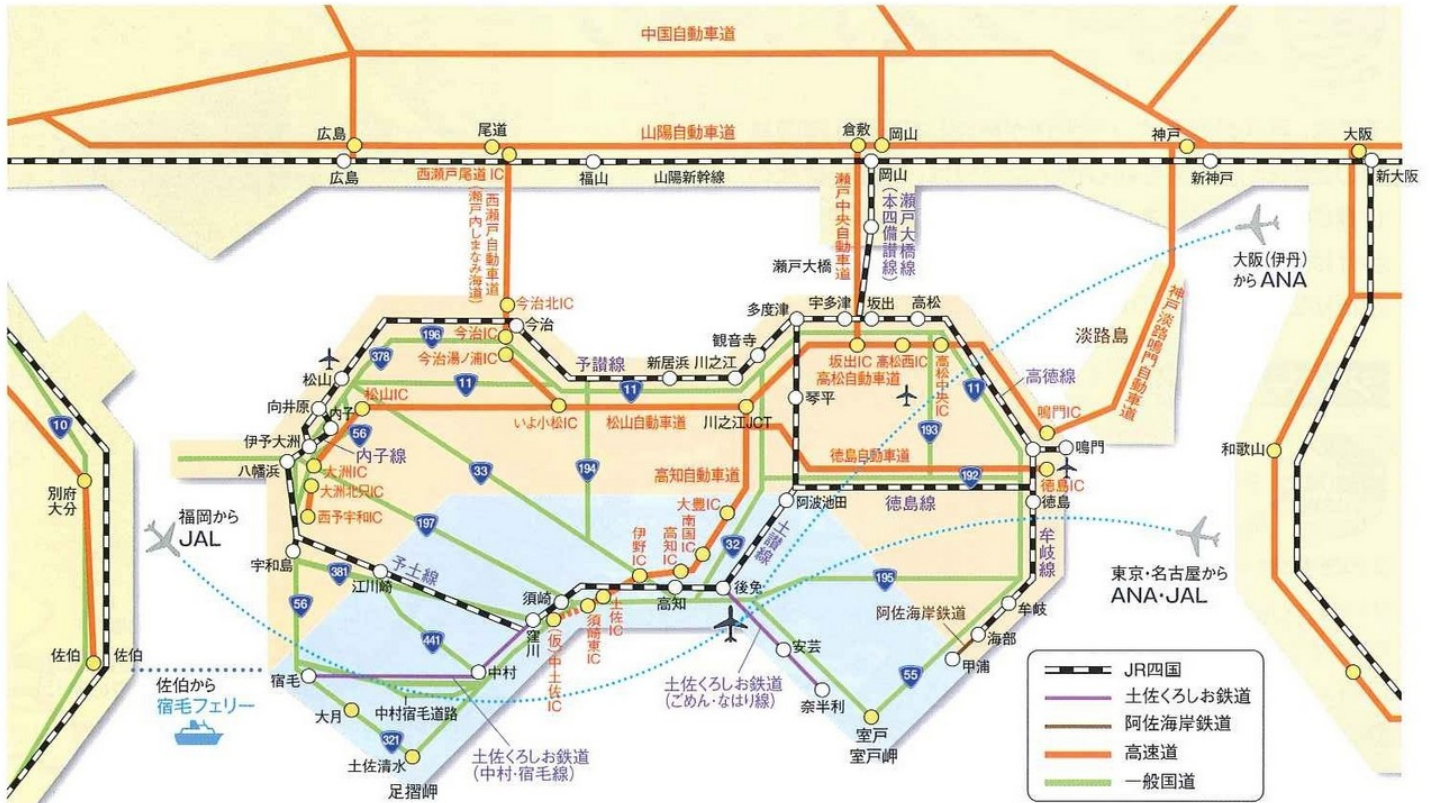 中国自動車道
広島
尾道
山陽自動車道
倉敷
岡山
神戸
大阪
広島
西瀬戸尾道IC
福山
山陽新幹線
岡山
新神戸
新大阪
西瀬戸自動車道
(瀬戸内しまなみ海道)
瀬戸中央自動車道
瀬戸大橋線
(本四備讃線)
瀬戸大橋
大阪(伊丹)
からANA
神戸淡路鳴門自動車道
淡路島
今治北IC
今治
今治IC
今治湯ノ浦IC
196
378
多度津
宇多津
坂出
高松
観音寺
予讃線
新居浜
川之江
坂出IC
高松西IC
高松中央IC
高松自動車道
高徳線
松山
11
11
11
向井原
内子
松山IC
いよ小松IC
松山自動車道
川之江JCT
琴平
193
鳴門IC
鳴門
10
伊予大洲
56
内子線
八幡浜
大洲IC
大洲北只IC
西予宇和IC
33
194
高知自動車道
徳島自動車道
192
徳島IC
徳島
徳島線
阿波池田
和歌山
別府
大分
福岡から
JAL
197
大豊IC
南国IC
高知IC
伊野IC
32
土讃線
牟岐線
東京・名古屋から
ANA・JAL
宇和島
381
江川崎
予土線
56
441
須崎
窪川
土佐IC
須崎東IC
(仮)中土佐IC
高知
後免
195
阿佐海岸鉄道
牟岐
海部
甲浦
安芸
奈半利
土佐くろしお鉄道
(ごめん・なはり線)
55
室戸
室戸岬
佐伯
佐伯
佐伯から
宿毛フェリー
宿毛
中村
大月
中村宿毛道路
321
土佐清水
足摺岬
土佐くろしお鉄道
(中村・宿毛線)
JR四国
土佐くろしお鉄道
阿佐海岸鉄道
高速道
一般国道